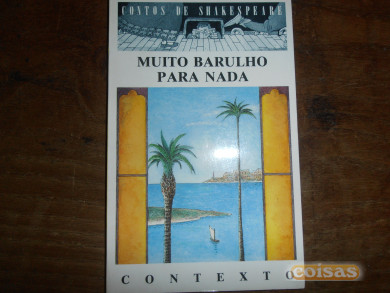 CONTOS DE SHAKESPEARE
MUITO BARULHO
PARA NADA
CONTEXTO
coisas